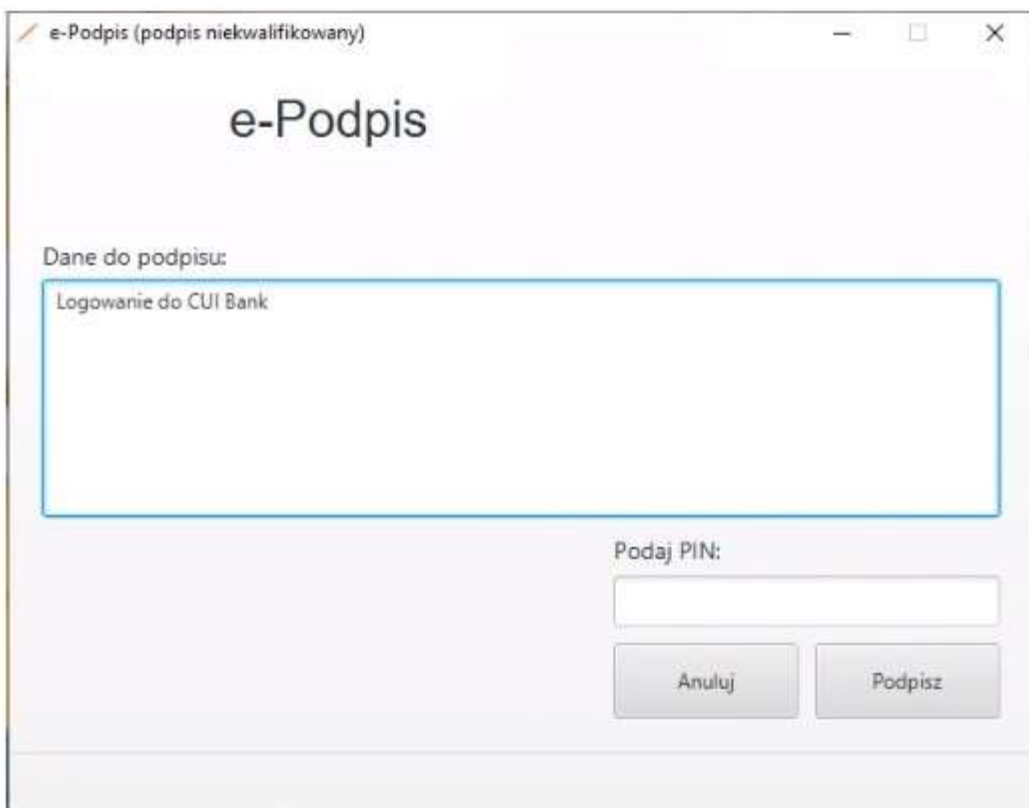 e-Podpis (podpis niekwalifikowany)
e-Podpis
Dane do podpisu:
Logowanie do CUI Bank
Podaj PIN:
Anuluj
Podpisz